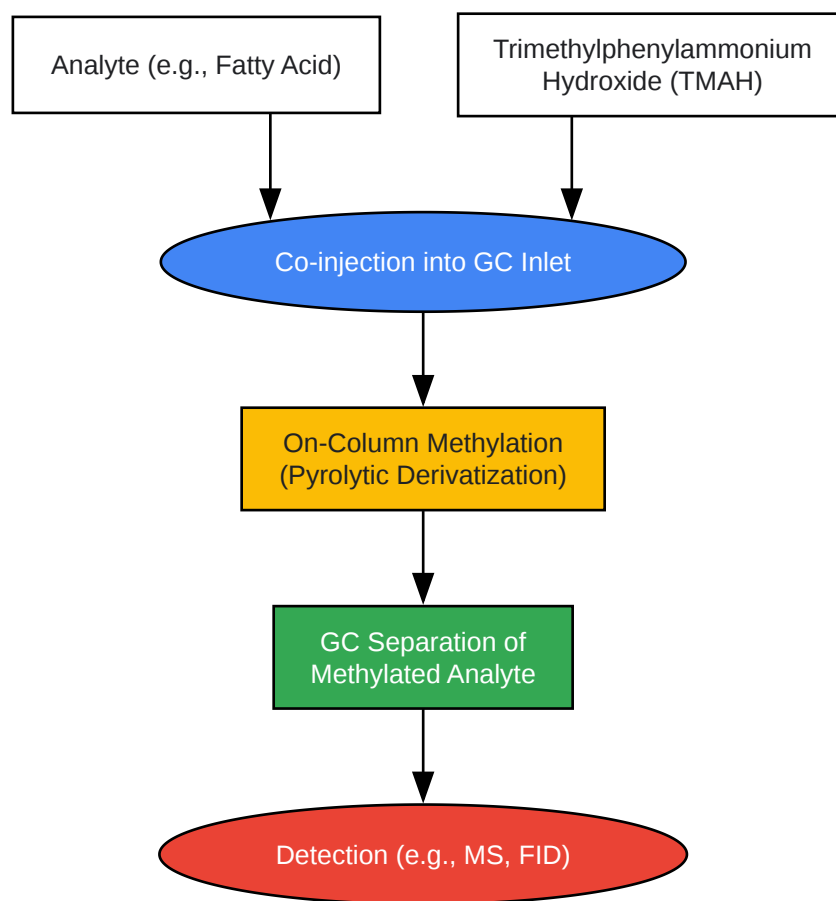 Analyte (e.g., Fatty Acid)
Trimethylphenylammonium
Hydroxide (TMAH)
Co-injection into GC Inlet
On-Column Methylation
(Pyrolytic Derivatization)
GC Separation of
Methylated Analyte
Detection (e.g., MS, FID)